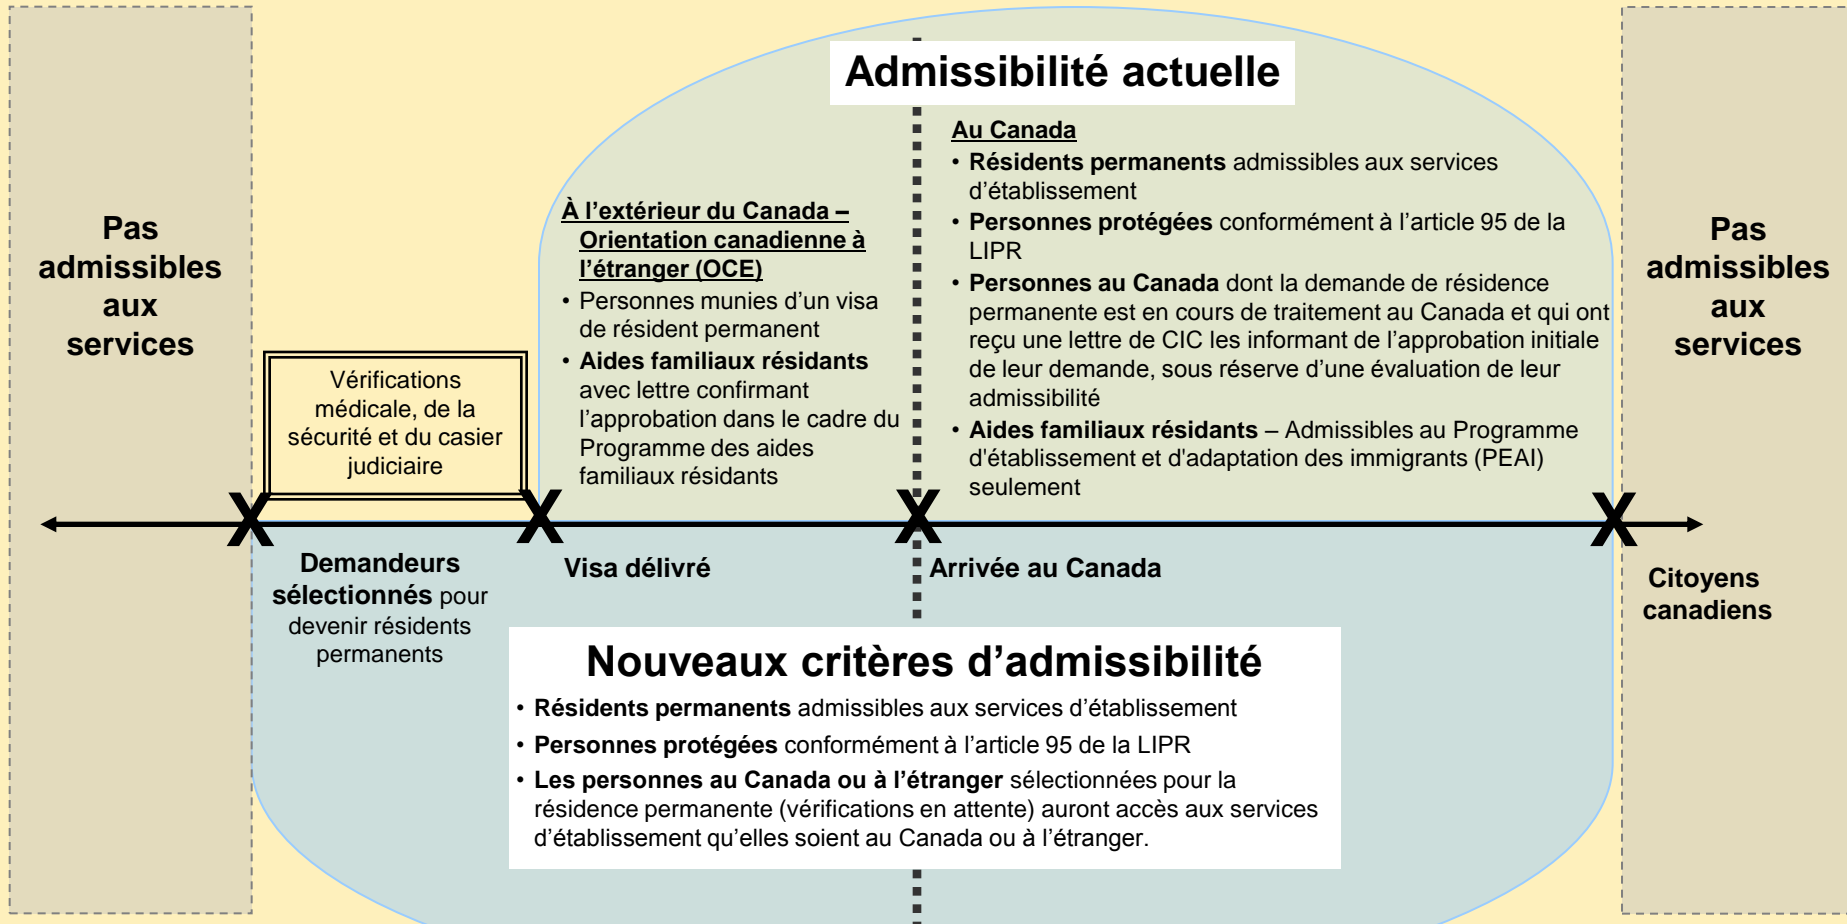 Admissibilité actuelle
Pas
admissibles
aux
services
Vérifications
médicale, de la
sécurité et du casier
judiciaire
À l’extérieur du Canada –
Orientation canadienne à
l’étranger (OCE)
• Personnes munies d’un visa
de résident permanent
• Aides familiaux résidants
avec lettre confirmant
l’approbation dans le cadre du
Programme des aides
familiaux résidants
Au Canada
• Résidents permanents admissibles aux services
d’établissement
• Personnes protégées conformément à l’article 95 de la
LIPR
• Personnes au Canada dont la demande de résidence
permanente est en cours de traitement au Canada et qui ont
reçu une lettre de CIC les informant de l’approbation initiale
de leur demande, sous réserve d’une évaluation de leur
admissibilité
• Aides familiaux résidants – Admissibles au Programme
d'établissement et d'adaptation des immigrants (PEAI)
seulement
Pas
admissibles
aux
services
X X X X
Demandeurs
sélectionnés pour
devenir résidents
permanents
Visa délivré
Arrivée au Canada
Citoyens
canadiens
Nouveaux critères d’admissibilité
• Résidents permanents admissibles aux services d’établissement
• Personnes protégées conformément à l’article 95 de la LIPR
• Les personnes au Canada ou à l’étranger sélectionnées pour la
résidence permanente (vérifications en attente) auront accès aux services
d’établissement qu’elles soient au Canada ou à l’étranger.